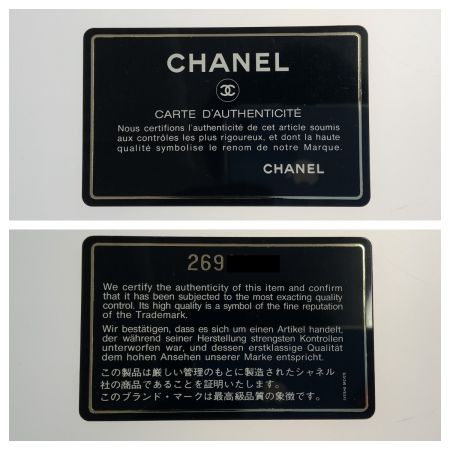 CHANEL
CARTE D'AUTHENTICITÉ
Nous certifions l'authenticité de cet article soumis
aux contrôles les plus rigoureux, et dont la haute
qualité symbolise le renom de notre Marque.
CHANEL
269
We certify the authenticity of this item and confirm
that it has been subjected to the most exacting quality
control. Its high quality is a symbol of the fine reputation
of the Trademark.
Wir bestätigen, dass es sich um einen Artikel handelt,
der während seiner Herstellung strengsten Kontrollen
unterworfen war, und dessen erstklassige Qualität
dem hohen Ansehen unserer Marke entspricht.
この製品は厳しい管理のもとに製造されたシャネル
社の商品であることを証明いたします。
このブランド・マークは最高級品質の象徴です。